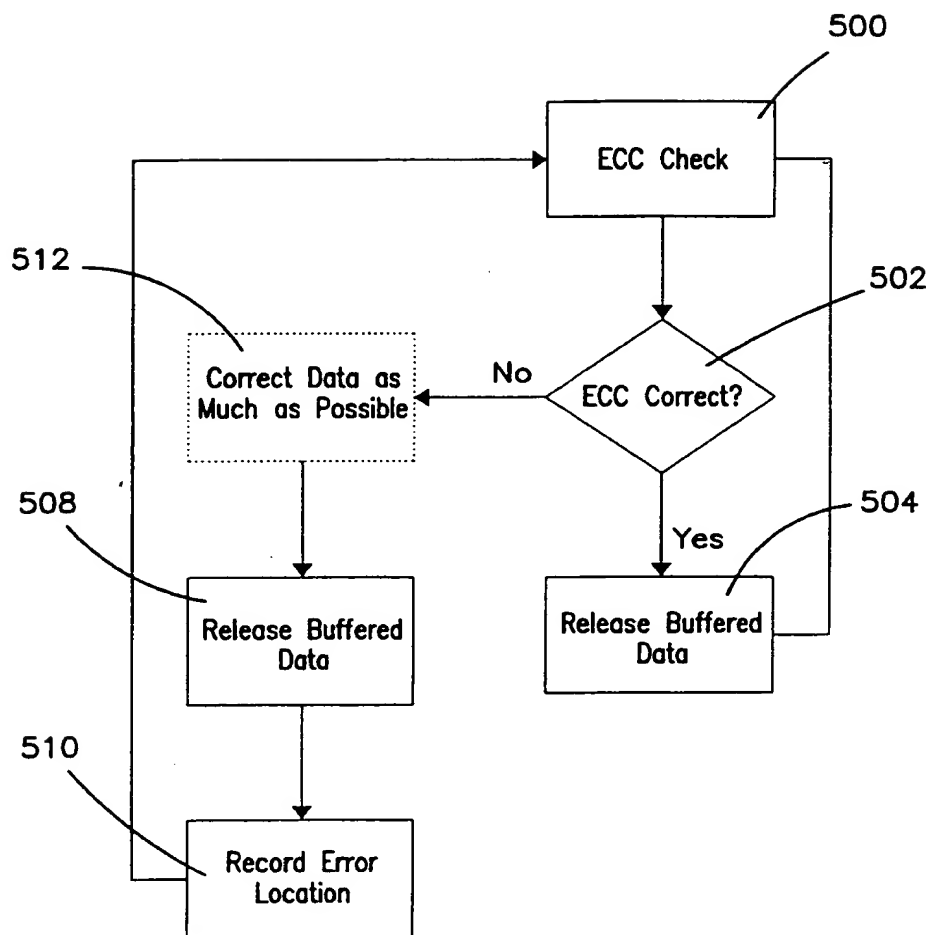 500
ECC Check
512
502
Correct Data as
Much as Possible
No
ECC Correct?
508
504
Yes
Release Buffered
Data
Release Buffered
Data
510
Record Error
Location